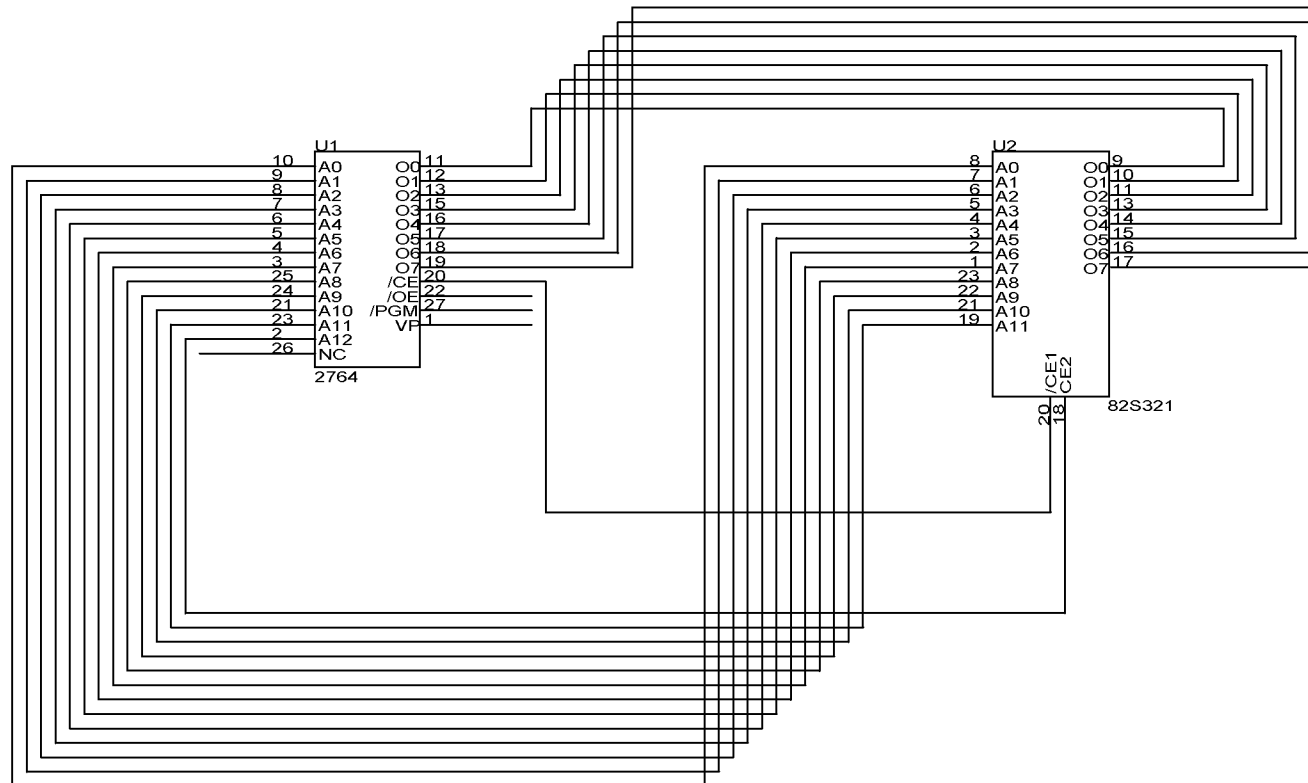 U1
10 A0 O0 11
9 A1 O1 12
8 A2 O2 13
7 A3 O3 15
6 A4 O4 16
5 A5 O5 17
4 A6 O6 18
3 A7 O7 19
25 A8 /CE 20
24 A9 /OE 22
21 A10 /PGM 27
23 A11 VP 1
2 A12
26 NC
2764
U2
8 A0 O0 9
7 A1 O1 10
6 A2 O2 11
5 A3 O3 13
4 A4 O4 14
3 A5 O5 15
2 A6 O6 16
1 A7 O7 17
23 A8
22 A9
21 A10
19 A11
/CE1 20
CE2 18
82S321